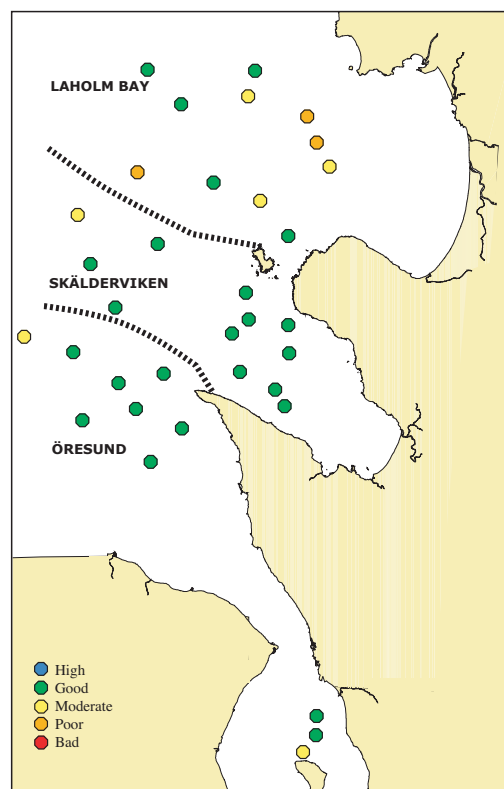 LAHOLM BAY
SKÄLDERVIKEN
ÖRESUND
High
Good
Moderate
Poor
Bad